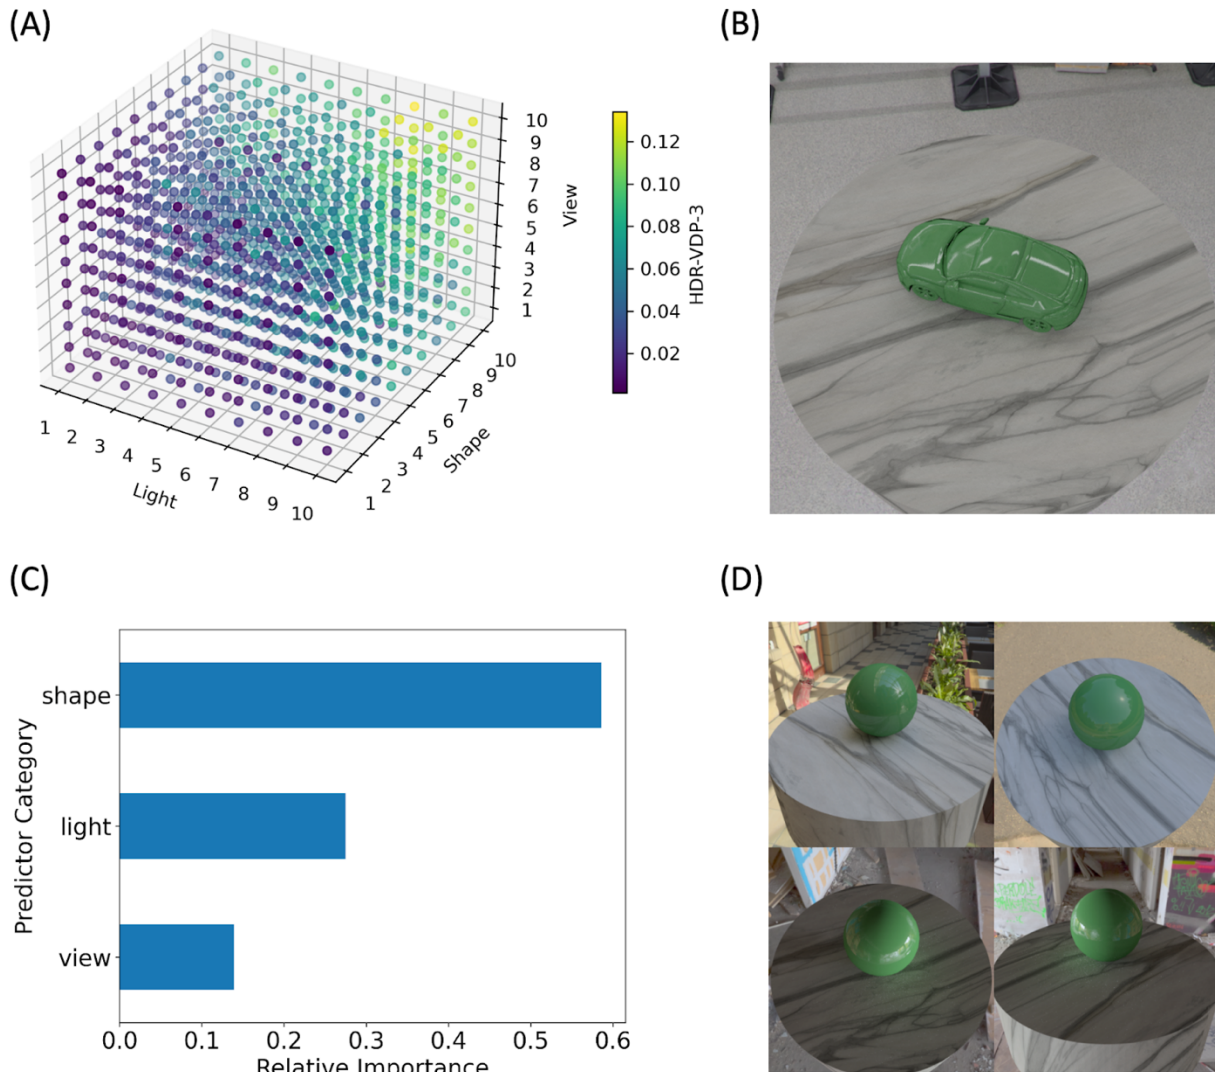 (A)
10
9
8
7
6
5
4
3
2
1
View
0.12
0.10
0.08
0.06
0.04
0.02
HDR-VDP-3
1 2 3 4 5 6 7 8 9 10
Light
1 2 3 4 5 6 7 8 9 10
Shape
(B)
(C)
shape
light
view
Predictor Category
0.0 0.1 0.2 0.3 0.4 0.5 0.6
Relative Importance
(D)